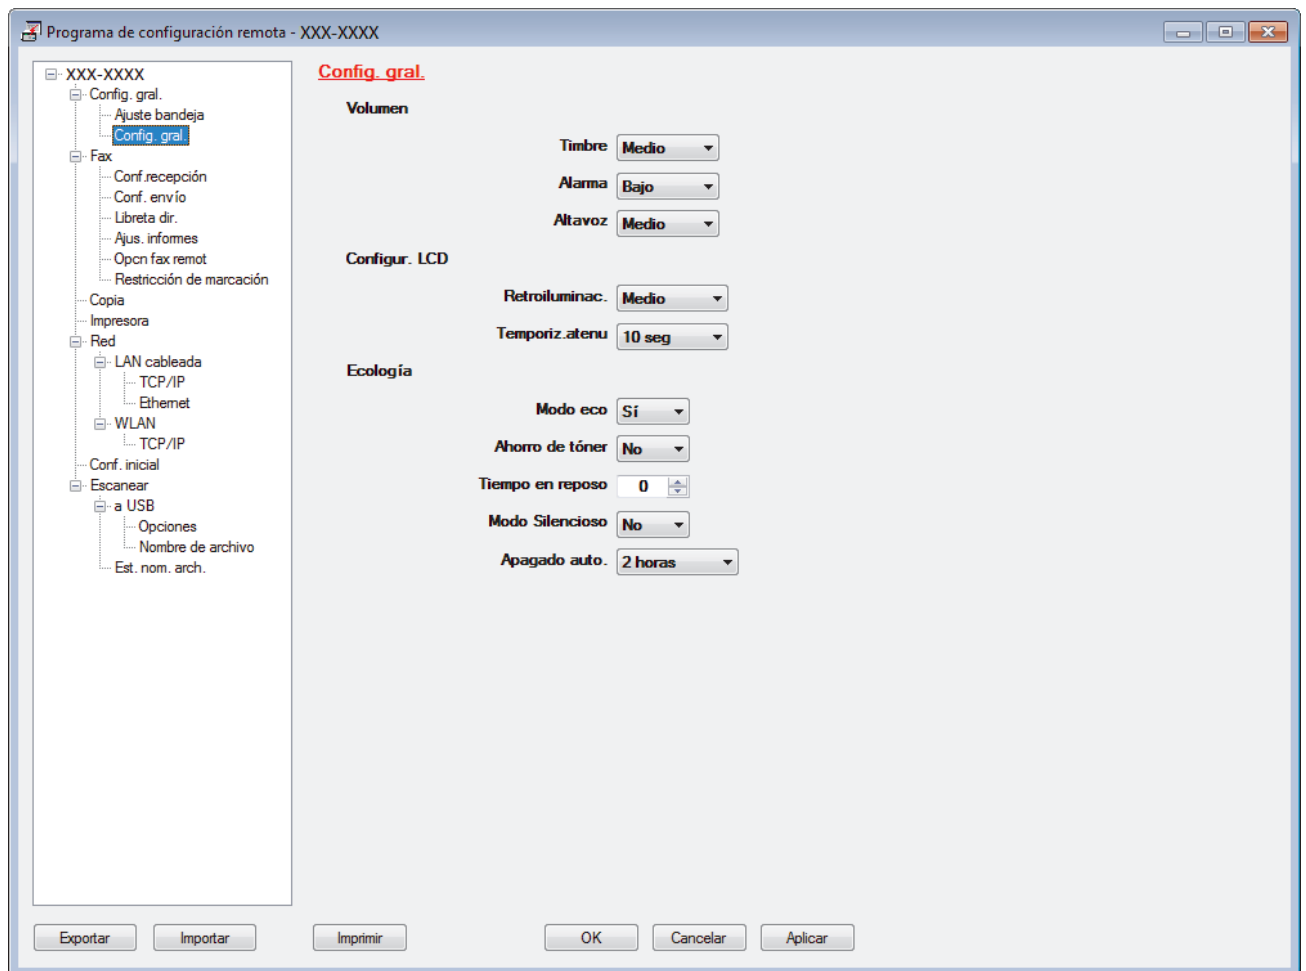 Programa de configuración remota - XXX-XXXX
XXX-XXXX
Config. gral.
Ajuste bandeja
Config. gral.
Fax
Conf.recepción
Conf. envío
Libreta dir.
Ajus. informes
Opcn fax remot
Restricción de marcación
Copia
Impresora
Red
LAN cableada
TCP/IP
Ethernet
WLAN
TCP/IP
Conf. inicial
Escanear
a USB
Opciones
Nombre de archivo
Est. nom. arch.
Config. gral.
Volumen
Timbre Medio
Alarma Bajo
Altavoz Medio
Configur. LCD
Retroiluminac. Medio
Temporiz.atenu 10 seg
Ecología
Modo eco Sí
Ahorro de tóner No
Tiempo en reposo 0
Modo Silencioso No
Apagado auto. 2 horas
Exportar Importar Imprimir OK Cancelar Aplicar